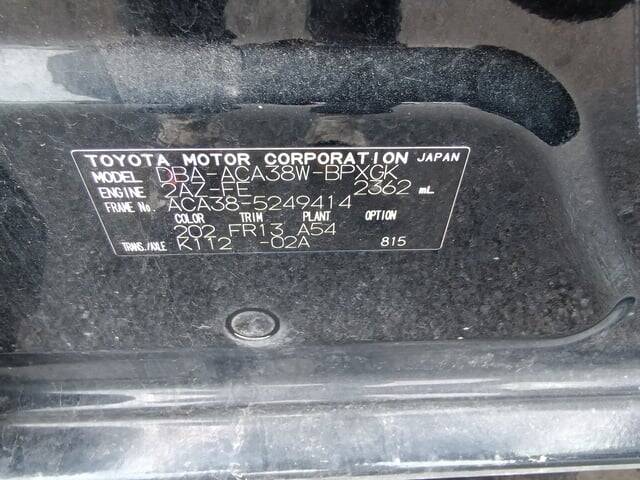 TOYOTA MOTOR CORPORATION JAPAN
MODEL DBA-ACA38W-BPXGK
ENGINE 2AZ-FE 2362 mL
FRAME No. ACA38-5249414
COLOR TRIM PLANT OPTION
202 FR13 A54
TRANS./AXLE K112 -02A 815